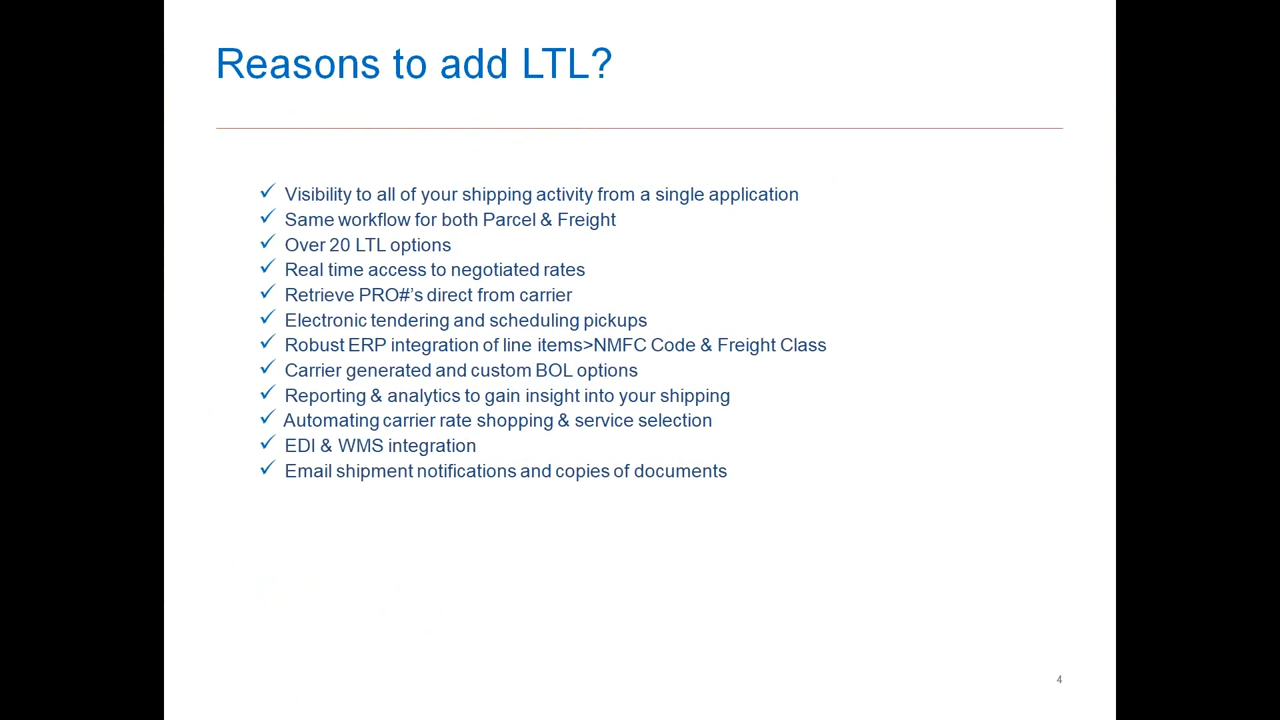 Reasons to add LTL?
✓ Visibility to all of your shipping activity from a single application
✓ Same workflow for both Parcel & Freight
✓ Over 20 LTL options
✓ Real time access to negotiated rates
✓ Retrieve PRO#’s direct from carrier
✓ Electronic tendering and scheduling pickups
✓ Robust ERP integration of line items>NMFC Code & Freight Class
✓ Carrier generated and custom BOL options
✓ Reporting & analytics to gain insight into your shipping
✓ Automating carrier rate shopping & service selection
✓ EDI & WMS integration
✓ Email shipment notifications and copies of documents
4